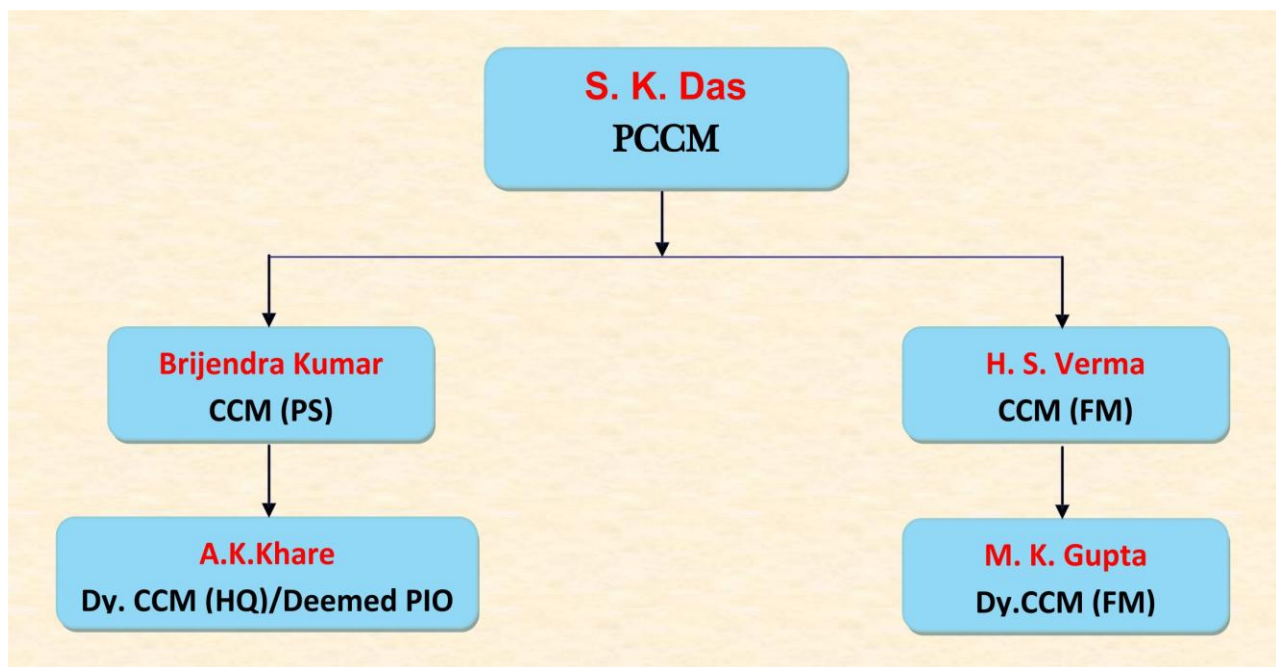 S. K. Das
PCCM
Brijendra Kumar
CCM (PS)
H. S. Verma
CCM (FM)
A.K.Khare
Dy. CCM (HQ)/Deemed PIO
M. K. Gupta
Dy.CCM (FM)